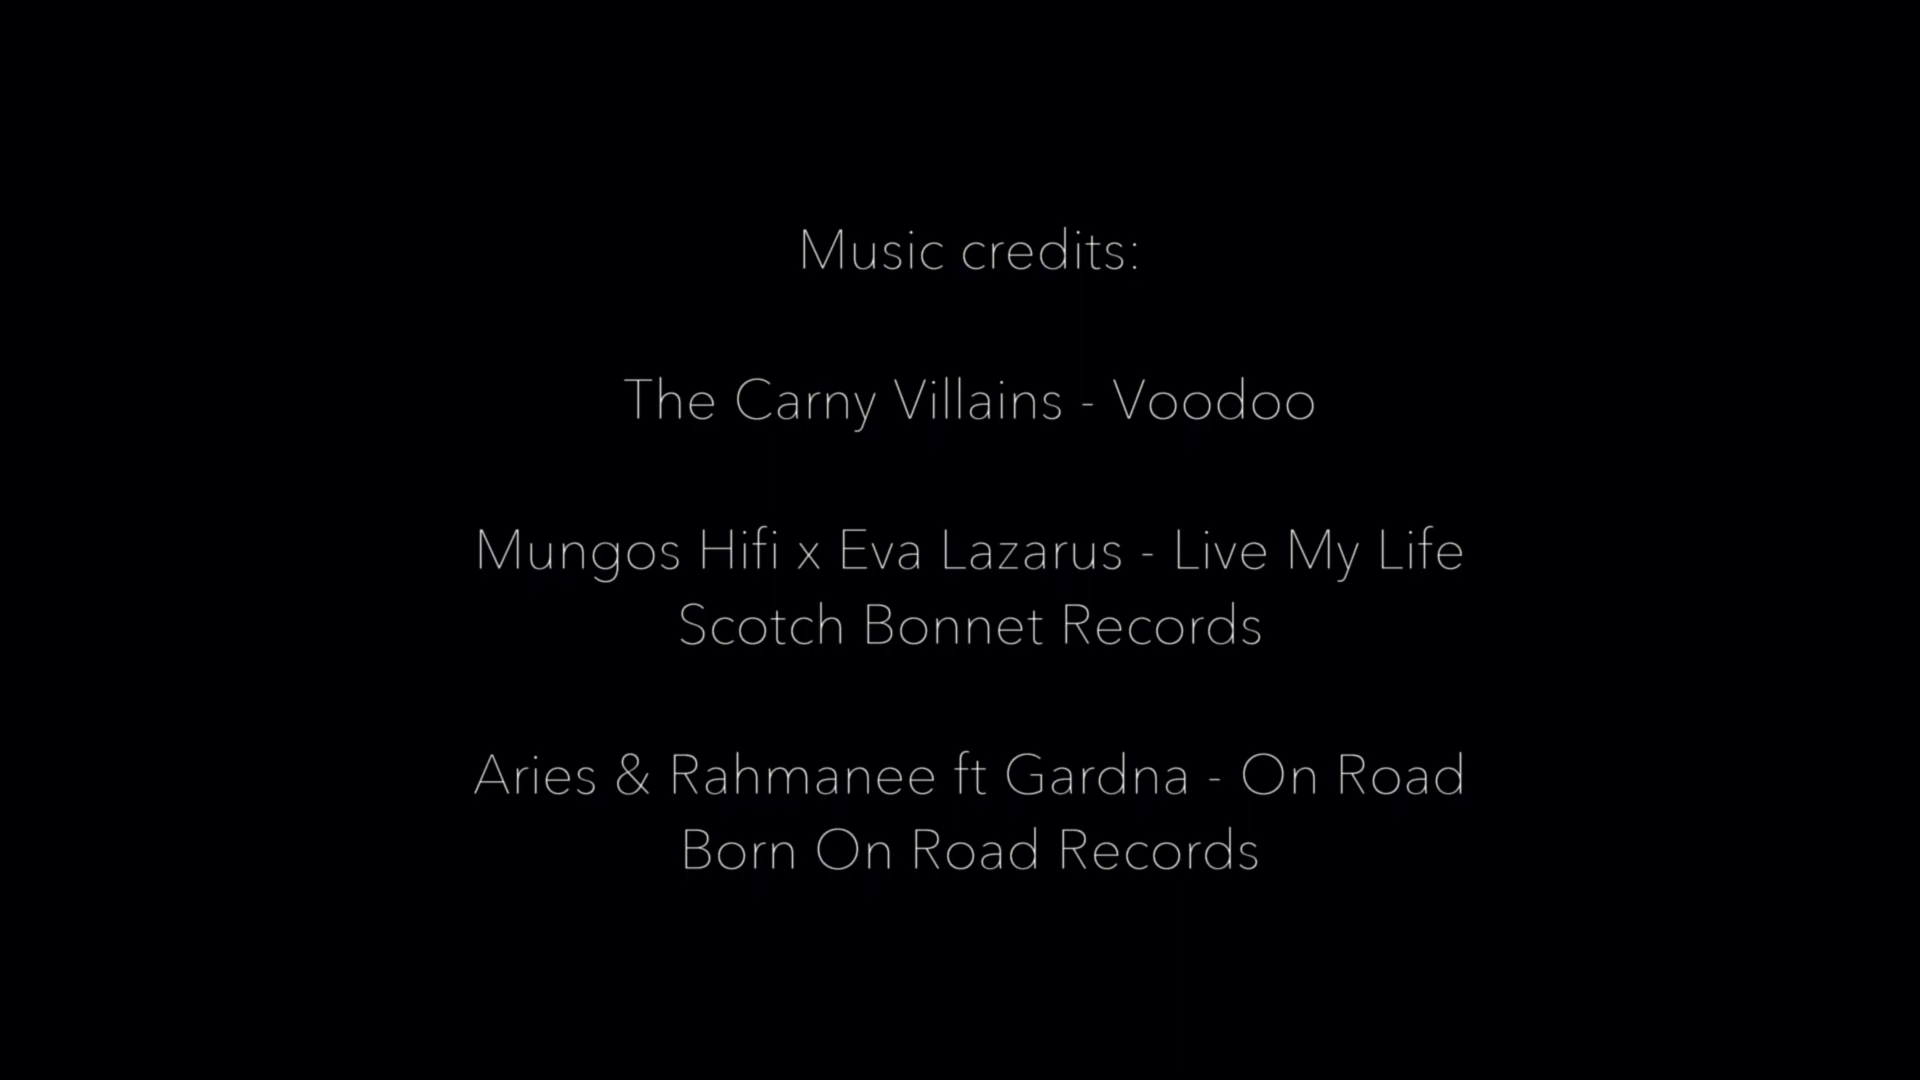 Music credits:
The Carny Villains - Voodoo
Mungos Hifi x Eva Lazarus - Live My Life
Scotch Bonnet Records
Aries & Rahmanee ft Gardna - On Road
Born On Road Records